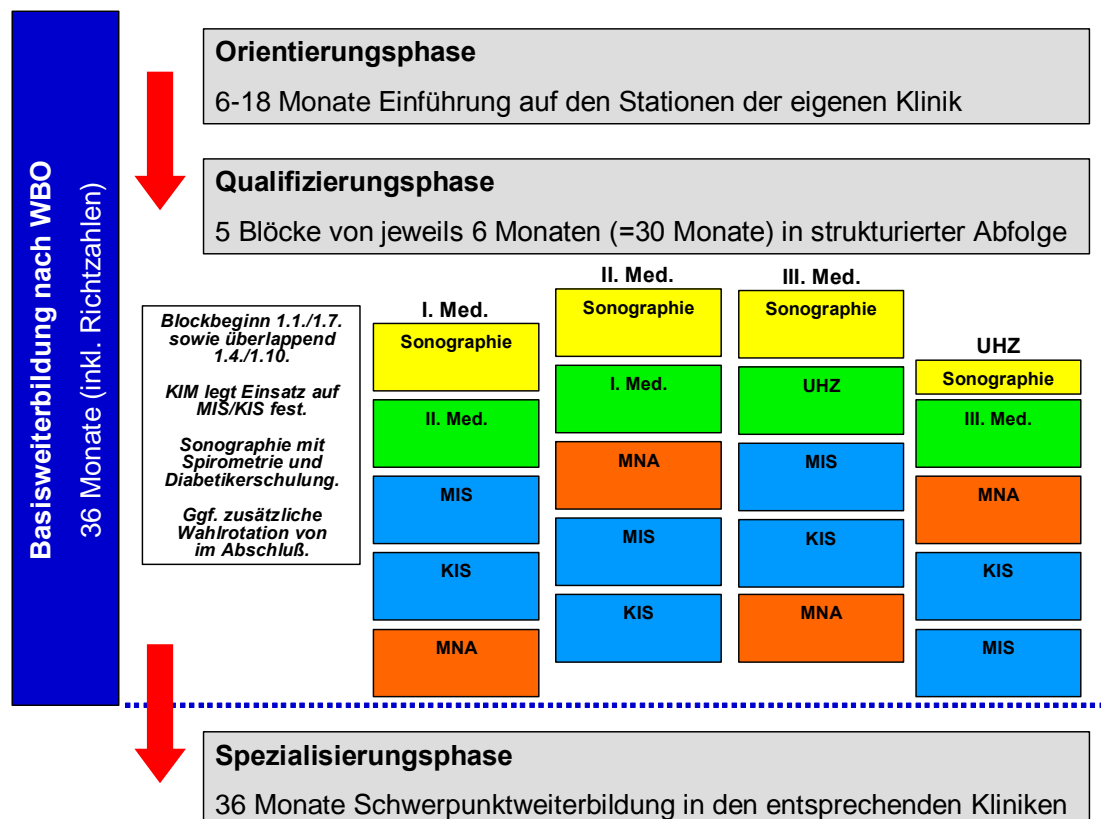 Basisweiterbildung nach WBO
36 Monate (inkl. Richtzahlen)
Orientierungsphase
6-18 Monate Einführung auf den Stationen der eigenen Klinik
Qualifizierungsphase
5 Blöcke von jeweils 6 Monaten (=30 Monate) in strukturierter Abfolge
Blockbeginn 1.1./1.7.
sowie überlappend
1.4./1.10.
KIM legt Einsatz auf
MIS/KIS fest.
Sonographie mit
Spirometrie und
Diabetikerschulung.
Ggf. zusätzliche
Wahlrotation von
im Abschluß.
I. Med.
Sonographie
II. Med.
MIS
KIS
MNA
II. Med.
Sonographie
I. Med.
MNA
MIS
KIS
III. Med.
Sonographie
UHZ
MIS
KIS
MNA
UHZ
Sonographie
III. Med.
MNA
KIS
MIS
Spezialisierungsphase
36 Monate Schwerpunktweiterbildung in den entsprechenden Kliniken